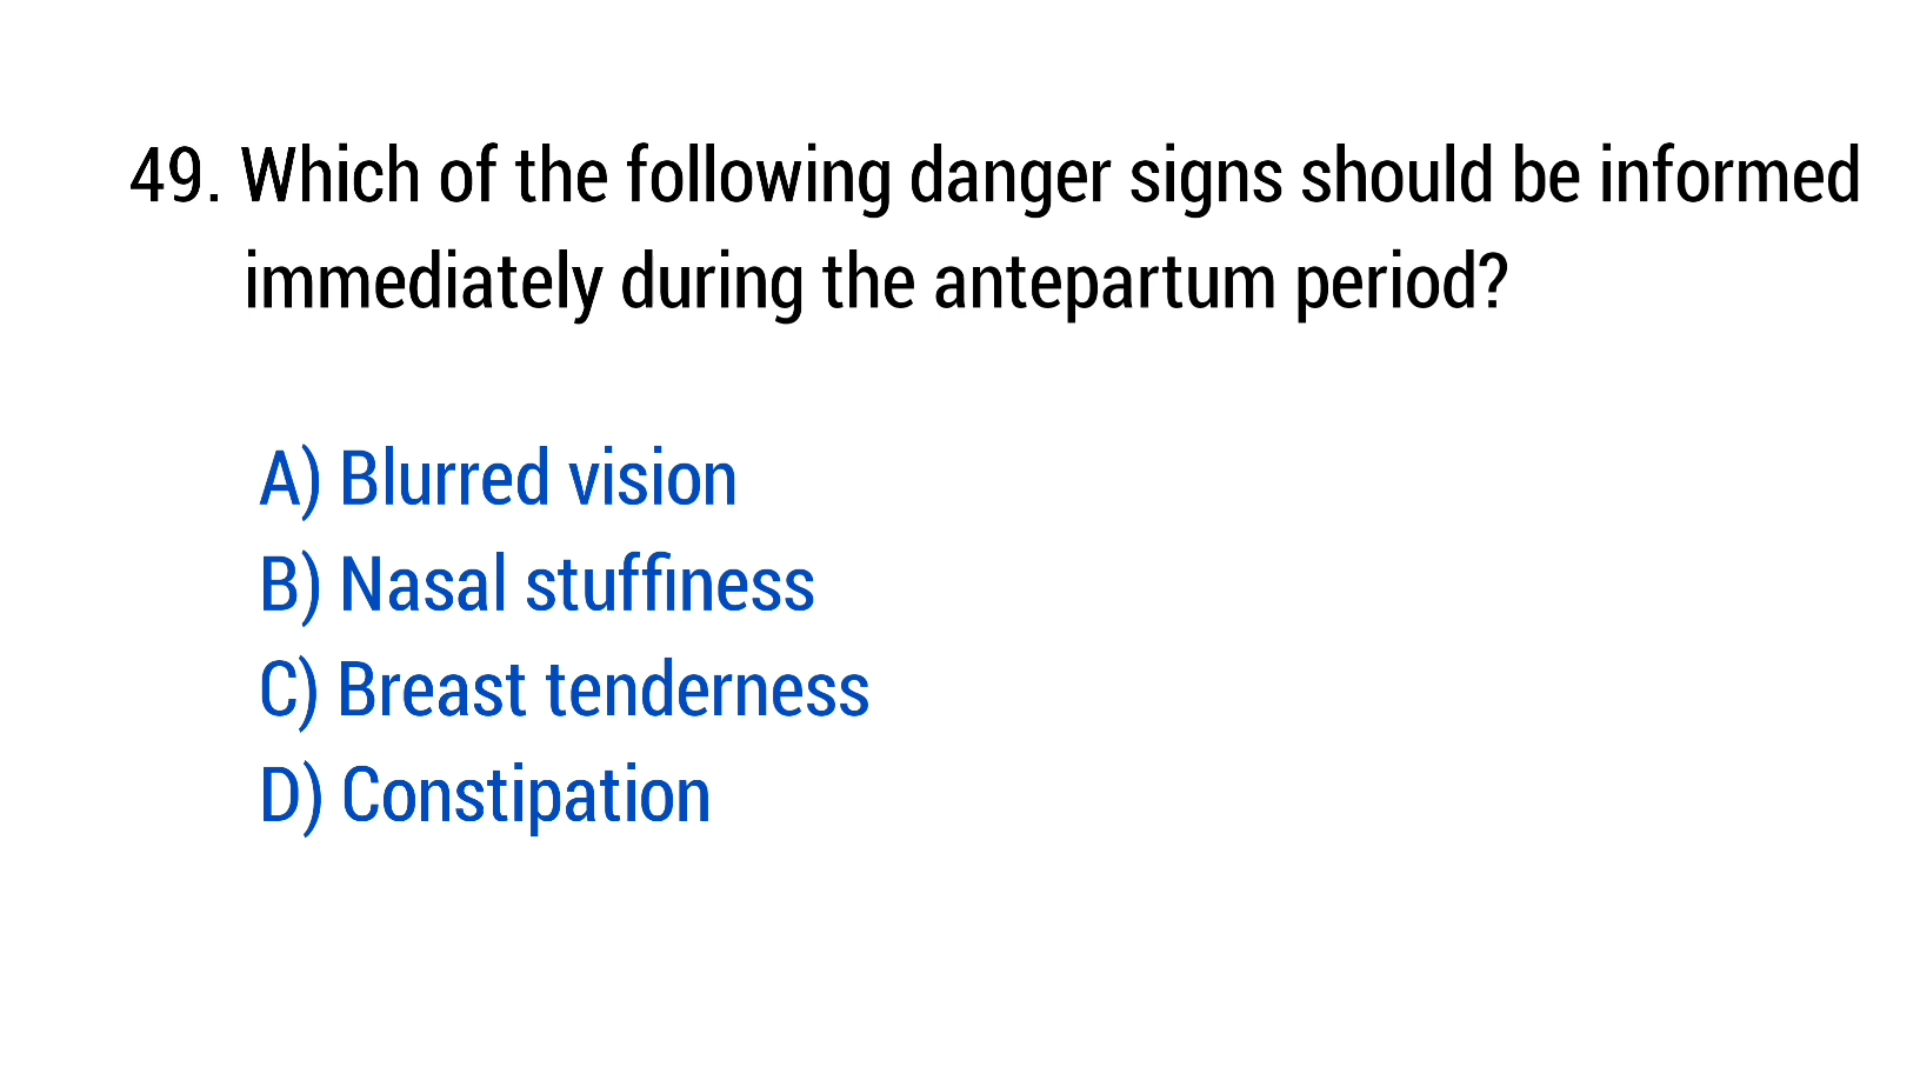 49. Which of the following danger signs should be informed
immediately during the antepartum period?
A) Blurred vision
B) Nasal stuffiness
C) Breast tenderness
D) Constipation